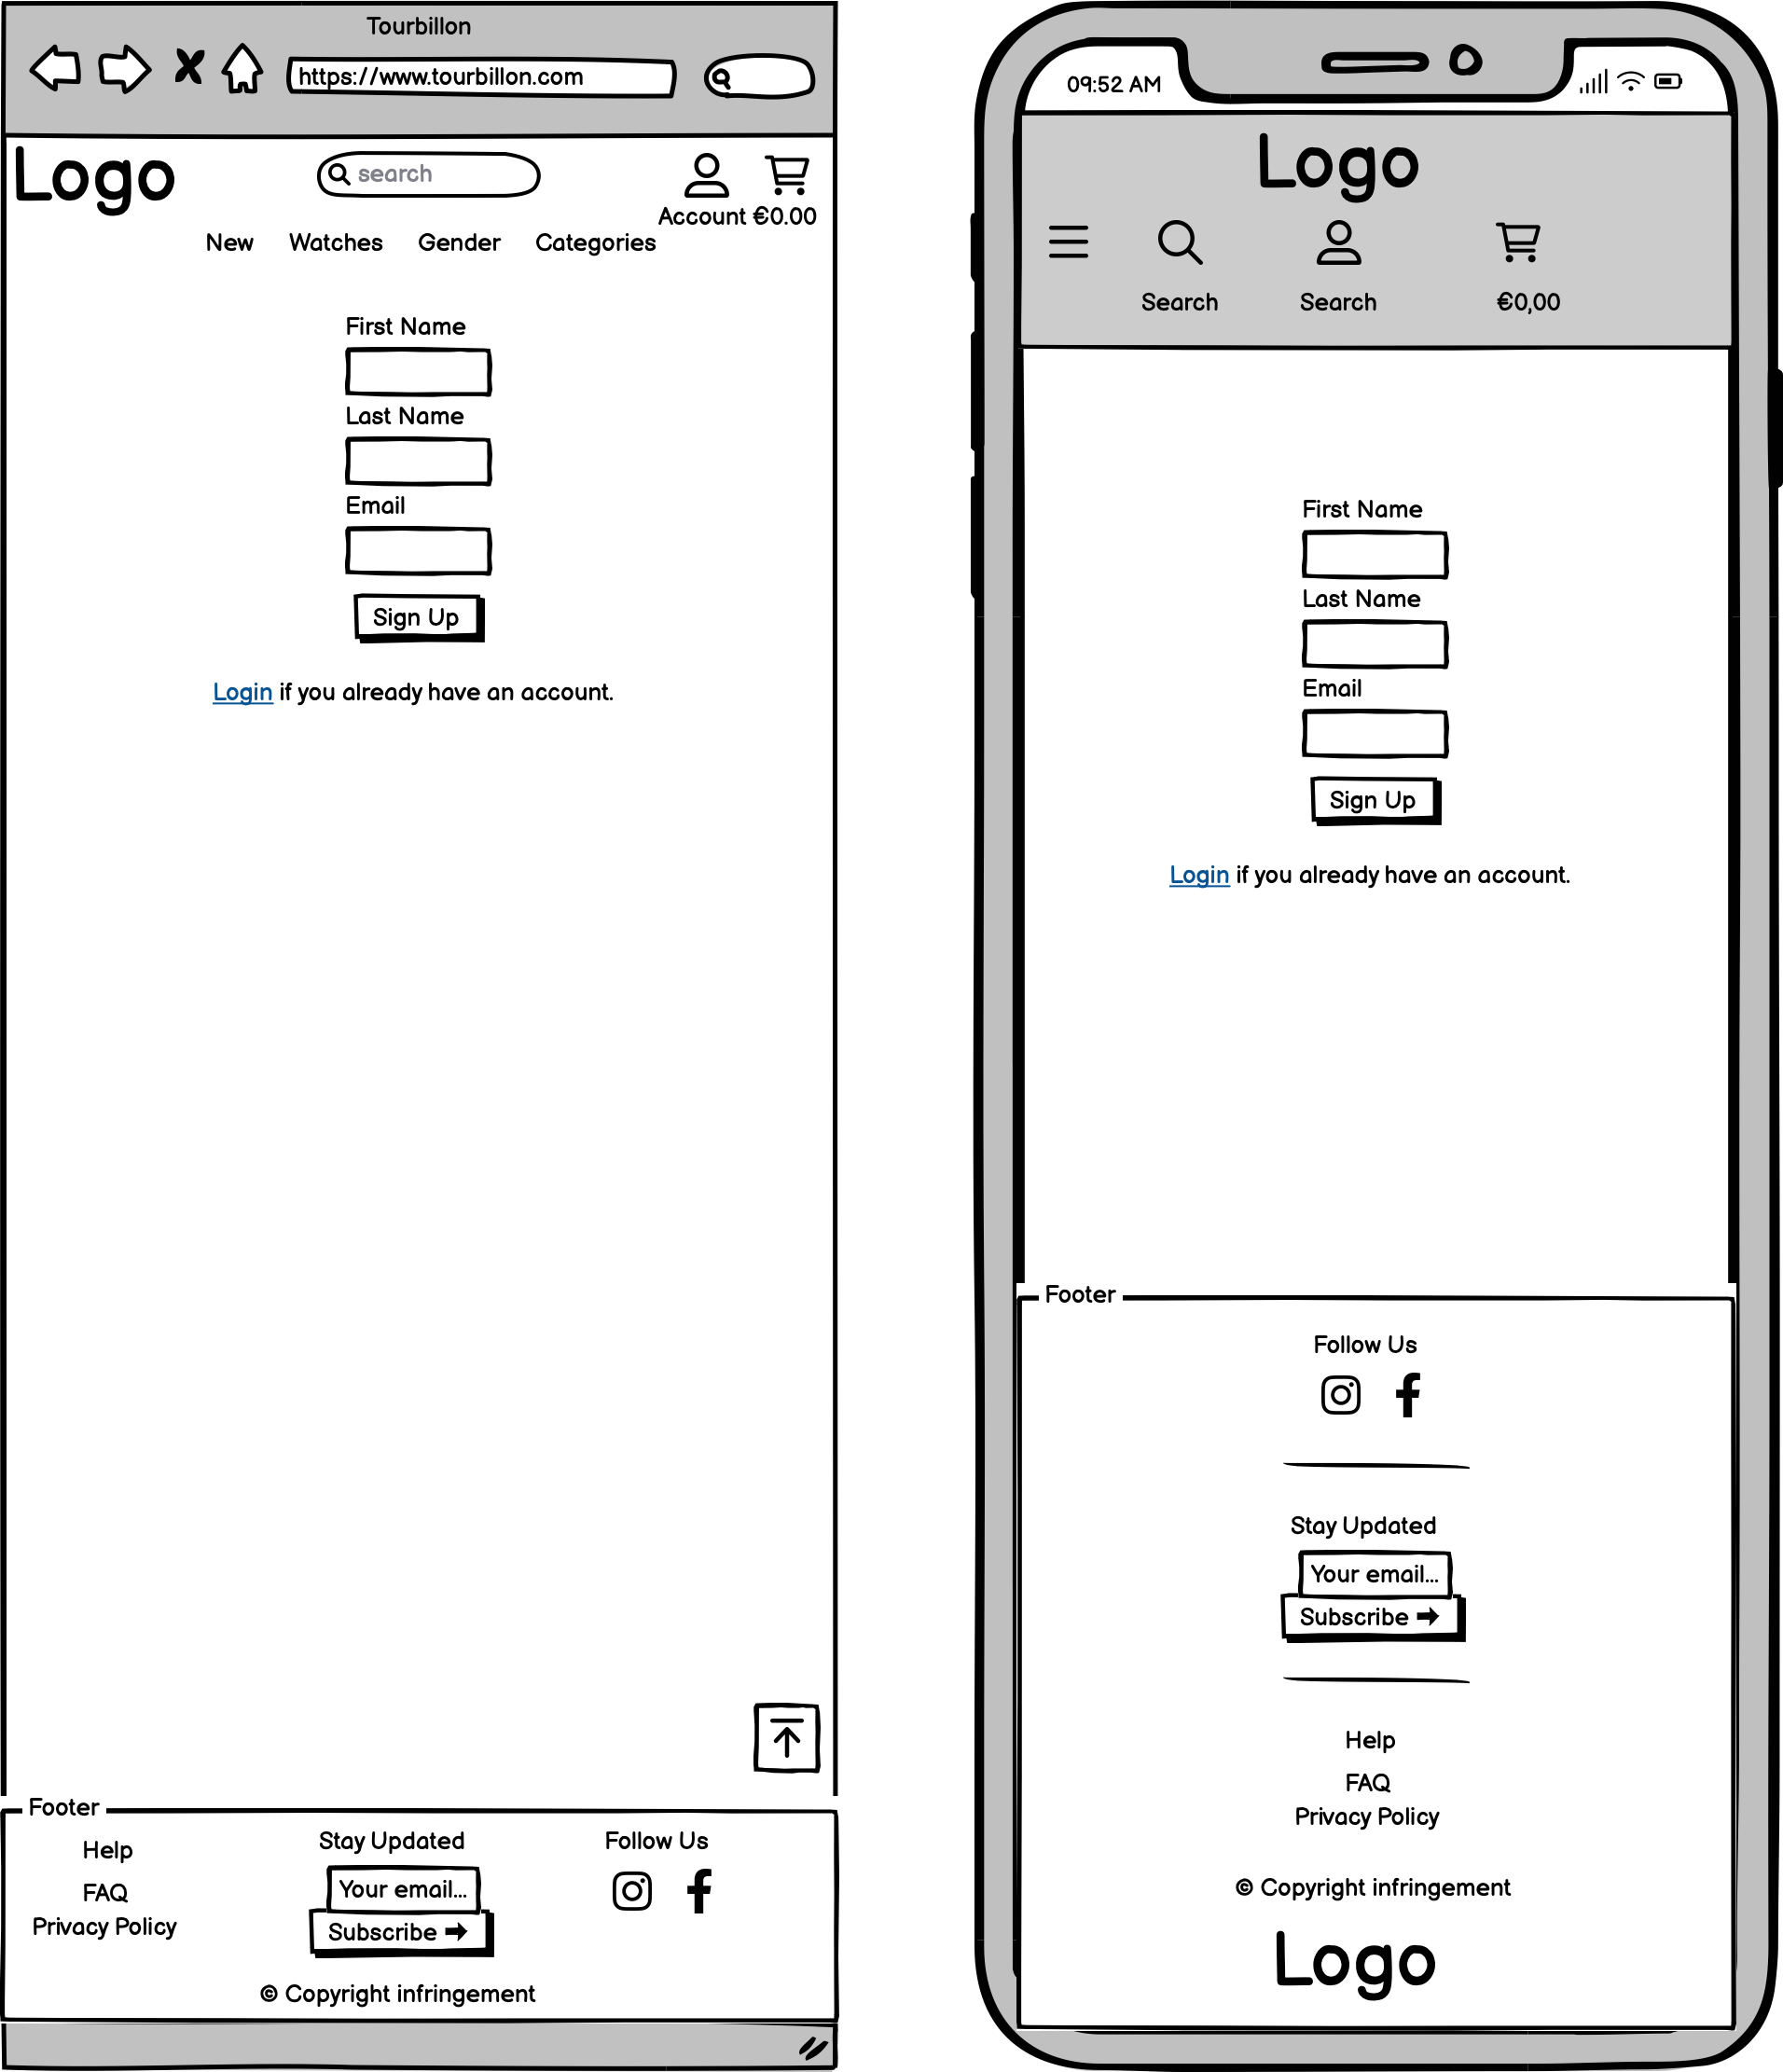 Tourbillon
https://www.tourbillon.com
Logo
search
Account €0.00
New Watches Gender Categories
First Name
Last Name
Email
Sign Up
Login if you already have an account.
Footer
Help
FAQ
Privacy Policy
Stay Updated
Your email...
Subscribe
Follow Us
© Copyright infringement
09:52 AM
Logo
Search Search €0,00
First Name
Last Name
Email
Sign Up
Login if you already have an account.
Footer
Follow Us
Stay Updated
Your email...
Subscribe
Help
FAQ
Privacy Policy
© Copyright infringement
Logo